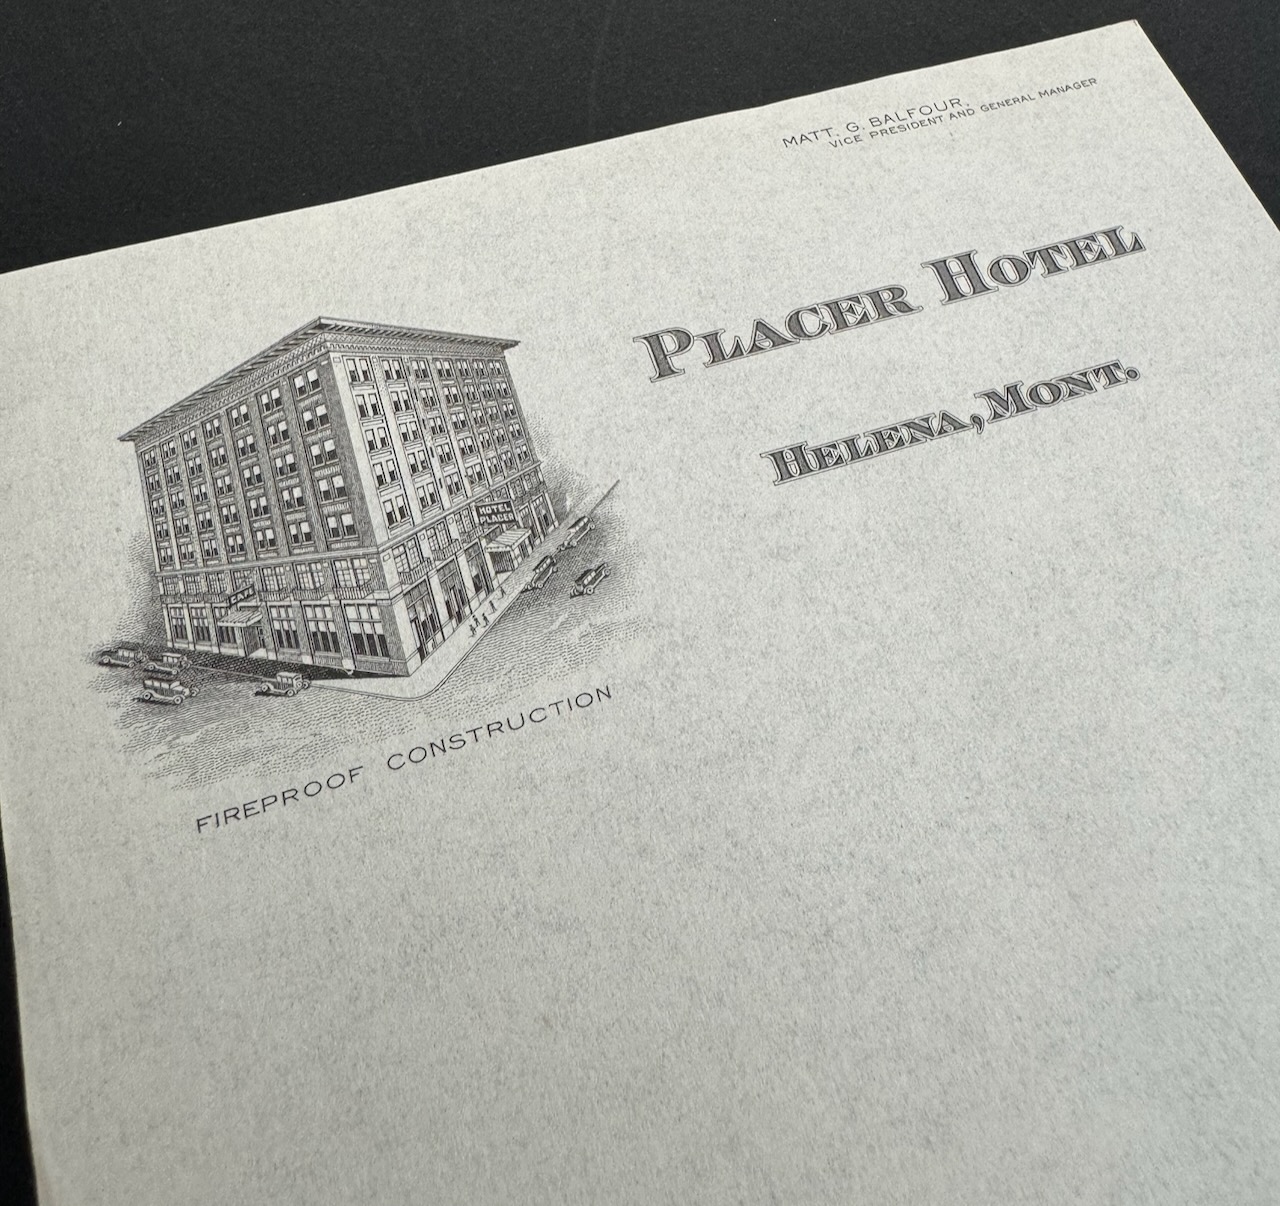 MATT. G. BALFOUR,
VICE PRESIDENT AND GENERAL MANAGER
PLACER HOTEL
HELENA, MONT.
HOTEL
PLACER
CAFE
FIREPROOF CONSTRUCTION